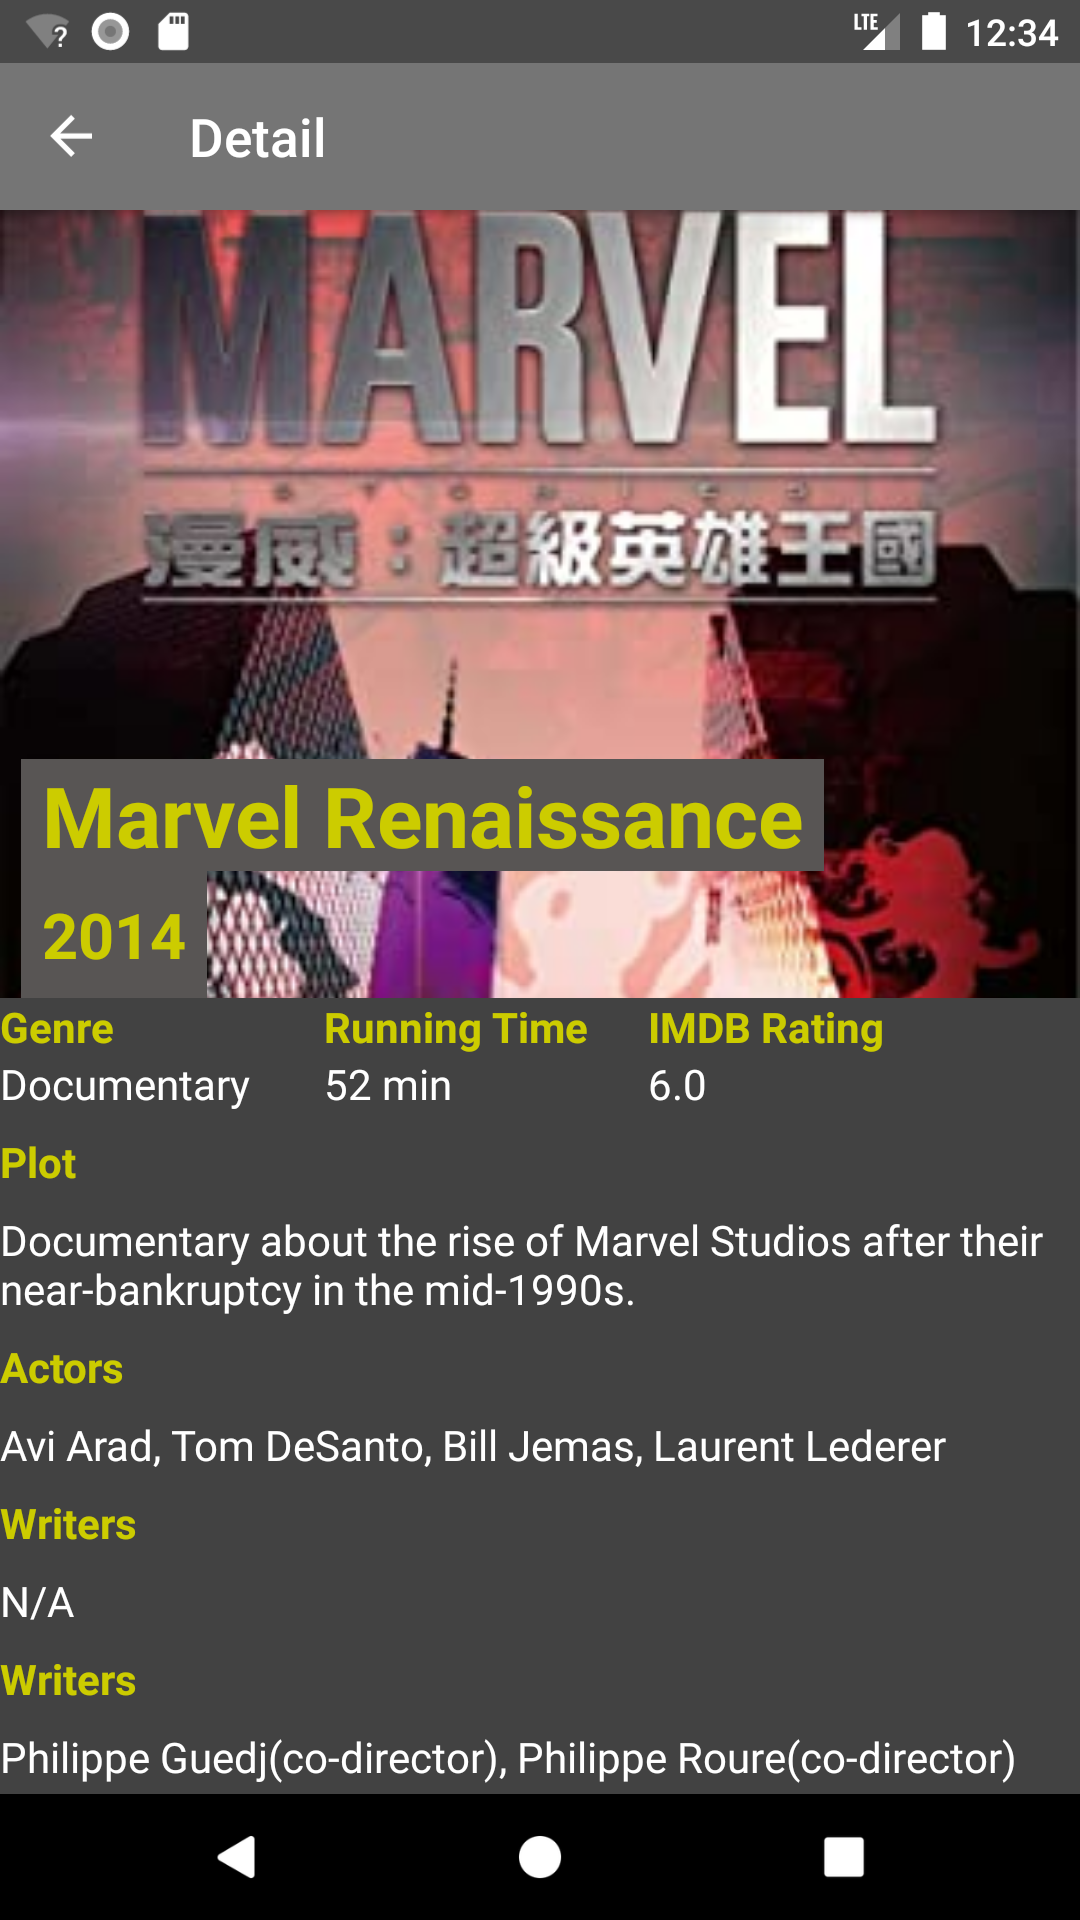 LTE 12:34
Detail
MARVEL
漫威：超級英雄王國
Marvel Renaissance
2014
Genre Running Time IMDB Rating
Documentary 52 min 6.0
Plot
Documentary about the rise of Marvel Studios after their
near-bankruptcy in the mid-1990s.
Actors
Avi Arad, Tom DeSanto, Bill Jemas, Laurent Lederer
Writers
N/A
Writers
Philippe Guedj(co-director), Philippe Roure(co-director)